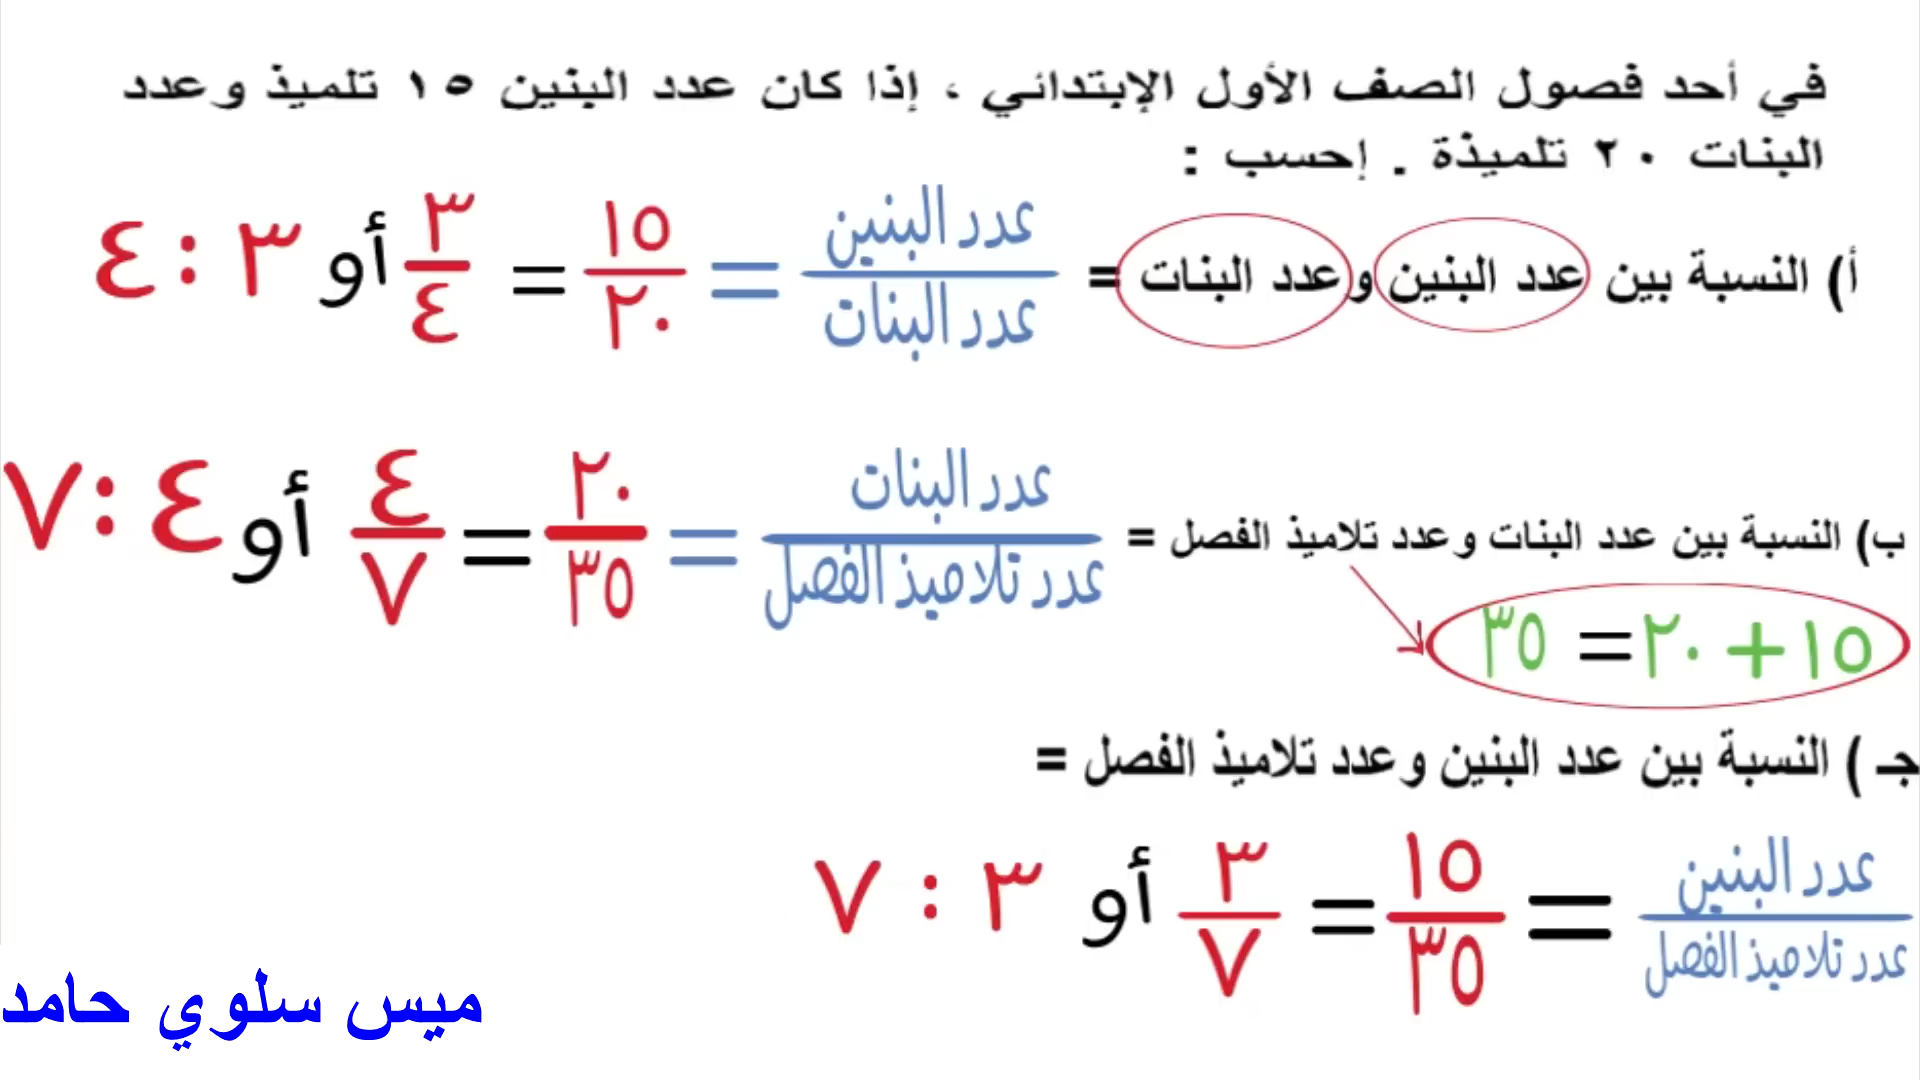 في أحد فصول الصف الأول الإبتدائي ، إذا كان عدد البنين ١٥ تلميذ وعدد
البنات ٢٠ تلميذة . إحسب :
أ) النسبة بين عدد البنين وعدد البنات = عدد البنين / عدد البنات = ١٥ / ٢٠ = ٣ / ٤ أو ٣ : ٤
ب) النسبة بين عدد البنات وعدد تلاميذ الفصل = عدد البنات / عدد تلاميذ الفصل = ٢٠ / ٣٥ = ٤ / ٧ أو ٤ : ٧
١٥ + ٢٠ = ٣٥
جـ ) النسبة بين عدد البنين وعدد تلاميذ الفصل =
عدد البنين / عدد تلاميذ الفصل = ١٥ / ٣٥ = ٣ / ٧ أو ٣ : ٧
ميس سلوي حامد